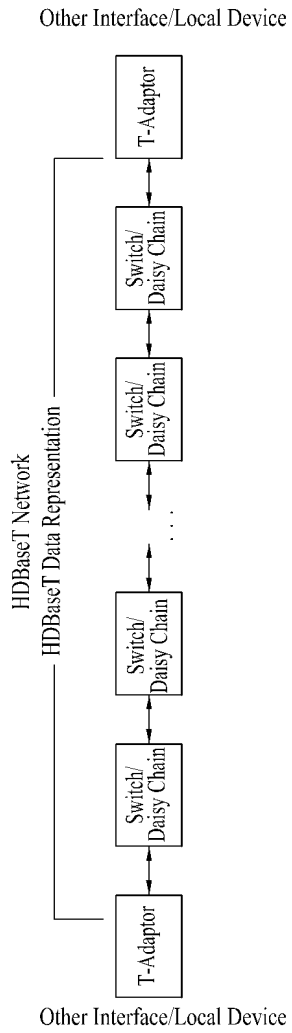 Other Interface/Local Device
T-Adaptor
Switch/
Daisy Chain
Switch/
Daisy Chain
. . .
Switch/
Daisy Chain
Switch/
Daisy Chain
T-Adaptor
HDBaseT Network
HDBaseT Data Representation
Other Interface/Local Device